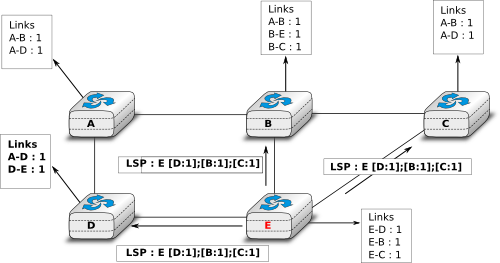 Links
A-B : 1
A-D : 1
Links
A-B : 1
B-E : 1
B-C : 1
Links
A-B : 1
A-D : 1
A
B
C
Links
A-D : 1
D-E : 1
LSP : E [D:1];[B:1];[C:1]
LSP : E [D:1];[B:1];[C:1]
D
E
Links
E-D : 1
E-B : 1
E-C : 1
LSP : E [D:1];[B:1];[C:1]